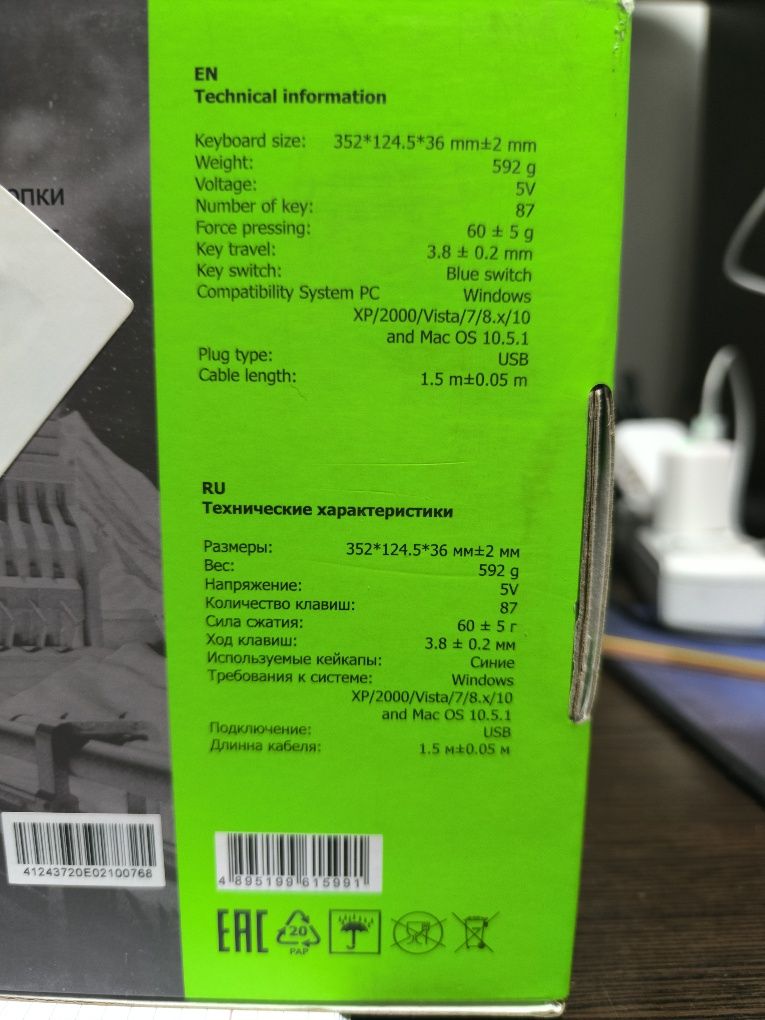 EN
Technical information
Keyboard size: 352*124.5*36 mm±2 mm
Weight: 592 g
Voltage: 5V
Number of key: 87
Force pressing: 60 ± 5 g
Key travel: 3.8 ± 0.2 mm
Key switch: Blue switch
Compatibility System PC Windows
XP/2000/Vista/7/8.x/10
and Mac OS 10.5.1
Plug type: USB
Cable length: 1.5 m±0.05 m
RU
Технические характеристики
Размеры: 352*124.5*36 мм±2 мм
Вес: 592 g
Напряжение: 5V
Количество клавиш: 87
Сила сжатия: 60 ± 5 г
Ход клавиш: 3.8 ± 0.2 мм
Используемые кейкапы: Синие
Требования к системе: Windows
XP/2000/Vista/7/8.x/10
and Mac OS 10.5.1
Подключение: USB
Длинна кабеля: 1.5 м±0.05 м
41243720E02100768
4 895199 615991
EAC
20
PAP